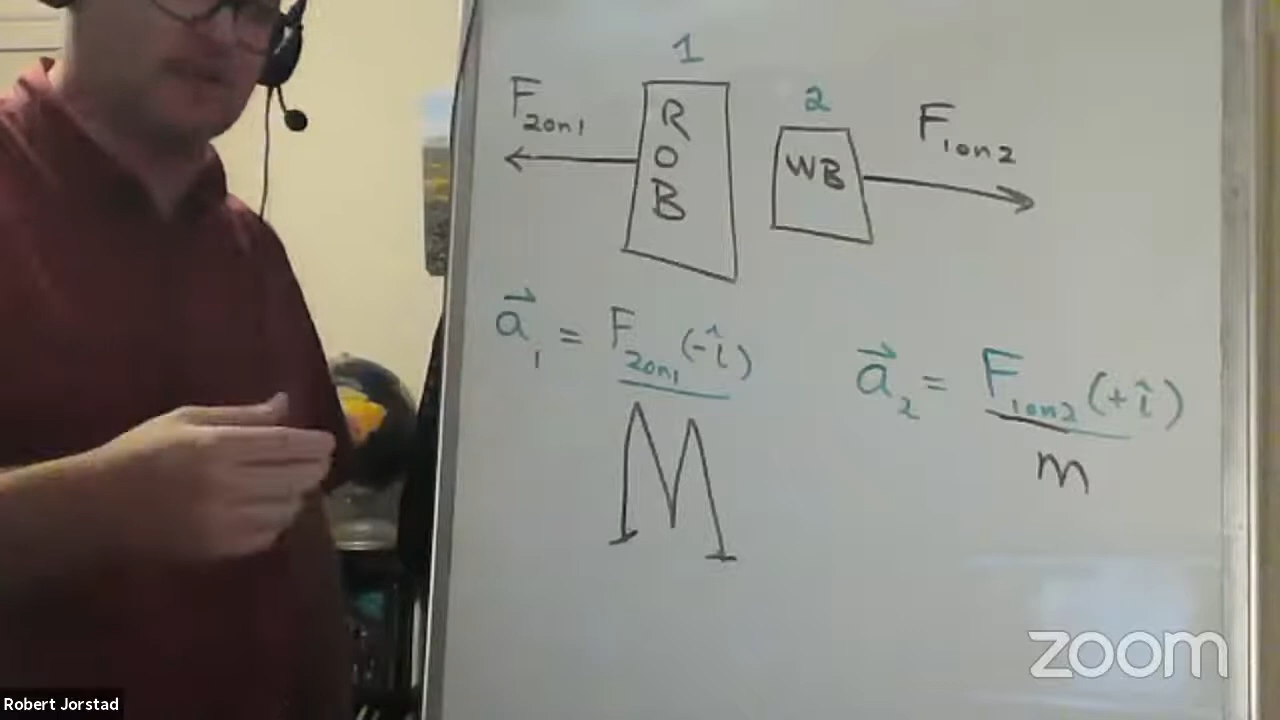 1
F2on1
R
O
B
2
WB
F1on2
a⃗1 = F2on1(-î)
M
a⃗2 = F1on2(+î)
m
zoom
Robert Jorstad